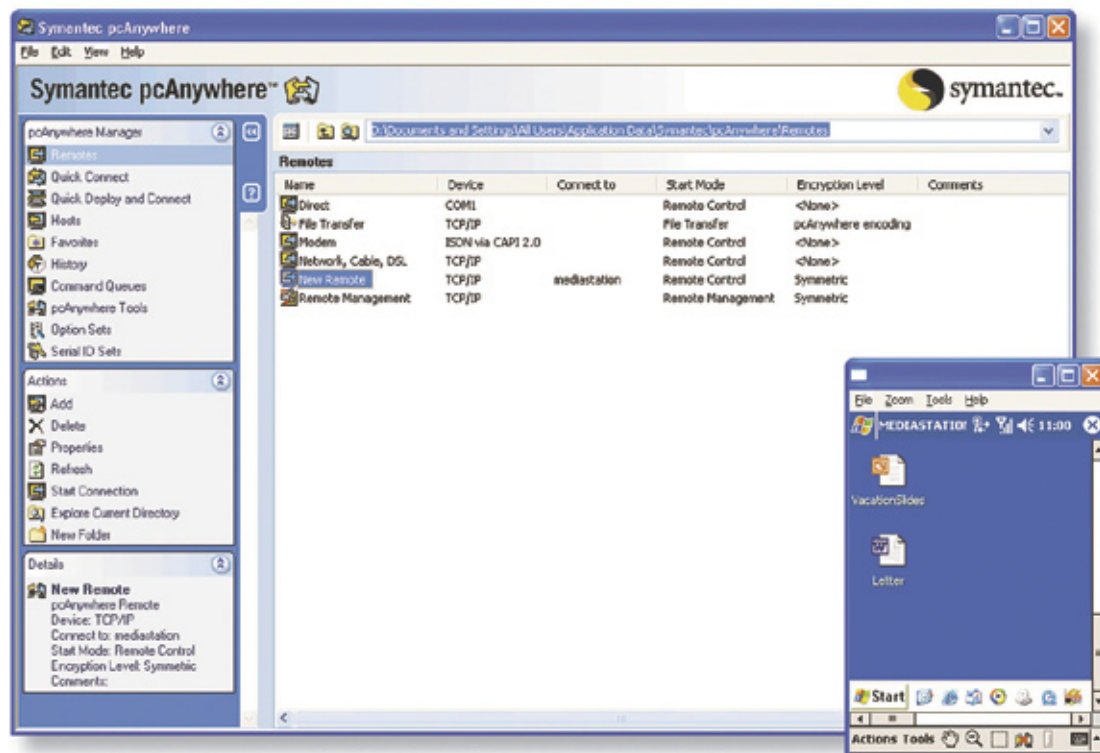 Symantec pcAnywhere
File Edit View Help
Symantec pcAnywhere™
symantec.
pcAnywhere Manager
Remotes
Quick Connect
Quick Deploy and Connect
Hosts
Favorites
History
Command Queues
pcAnywhere Tools
Option Sets
Serial ID Sets
Actions
Add
Delete
Properties
Refresh
Start Connection
Explore Current Directory
New Folder
Details
New Remote
pcAnywhere Remote
Device: TCP/IP
Connect to: mediastation
Start Mode: Remote Control
Encryption Level: Symmetric
Comments:
D:\Documents and Settings\All Users\Application Data\Symantec\pcAnywhere\Remotes
Remotes
Name Device Connect to Start Mode Encryption Level Comments
Direct COM1 Remote Control <None>
File Transfer TCP/IP File Transfer pcAnywhere encoding
Modem ISDN via CAPI 2.0 Remote Control <None>
Network, Cable, DSL TCP/IP Remote Control <None>
New Remote TCP/IP mediastation Remote Control Symmetric
Remote Management TCP/IP Remote Management Symmetric
File Zoom Tools Help
MEDIASTATION 11:00
VacationSlides
Letter
Start
Actions Tools